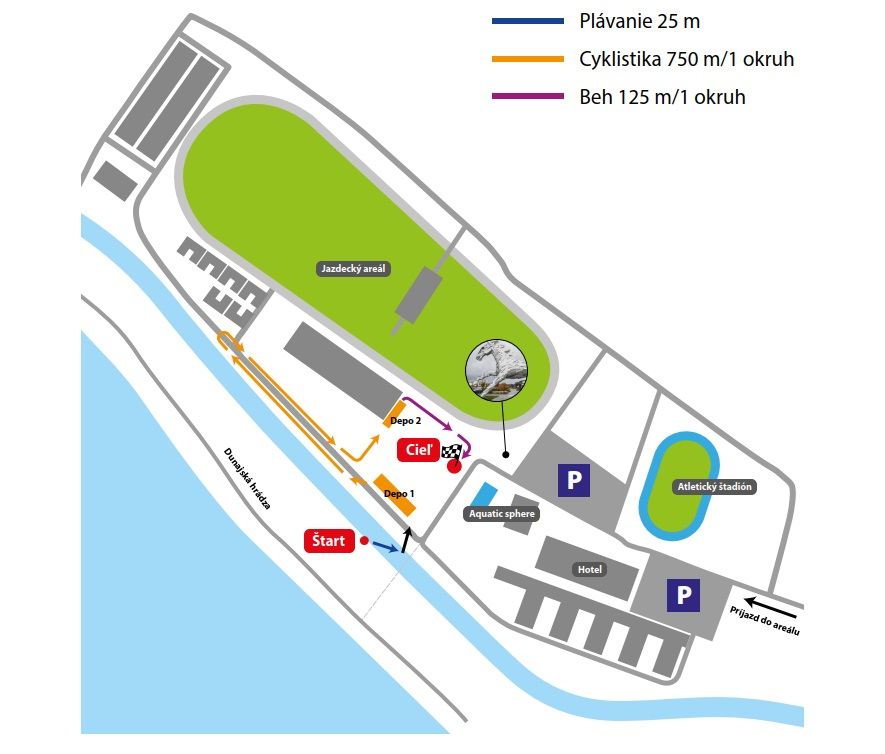 Plávanie 25 m
Cyklistika 750 m/1 okruh
Beh 125 m/1 okruh
Jazdecký areál
Depo 2
Cieľ
Depo 1
Dunajská hrádza
Štart
P
Atletický štadión
Aquatic sphere
Hotel
P
Príjazd do areálu